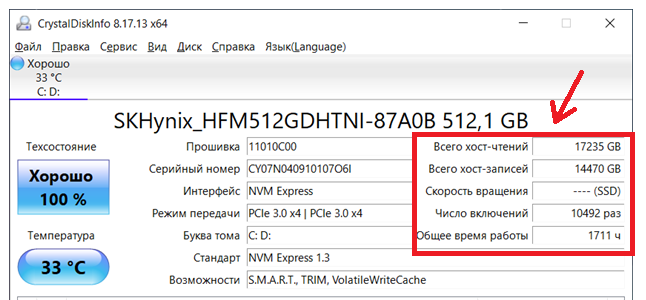 CrystalDiskInfo 8.17.13 x64
Файл Правка Сервис Вид Диск Справка Язык(Language)
Хорошо
33 °C
C: D:
SKHynix_HFM512GDHTNI-87A0B 512,1 GB
Техсостояние
Хорошо
100 %
Температура
33 °C
Прошивка 11010C00
Серийный номер CY07N040910107O6I
Интерфейс NVM Express
Режим передачи PCIe 3.0 x4 | PCIe 3.0 x4
Буква тома C: D:
Стандарт NVM Express 1.3
Возможности S.M.A.R.T., TRIM, VolatileWriteCache
Всего хост-чтений 17235 GB
Всего хост-записей 14470 GB
Скорость вращения ---- (SSD)
Число включений 10492 раз
Общее время работы 1711 ч